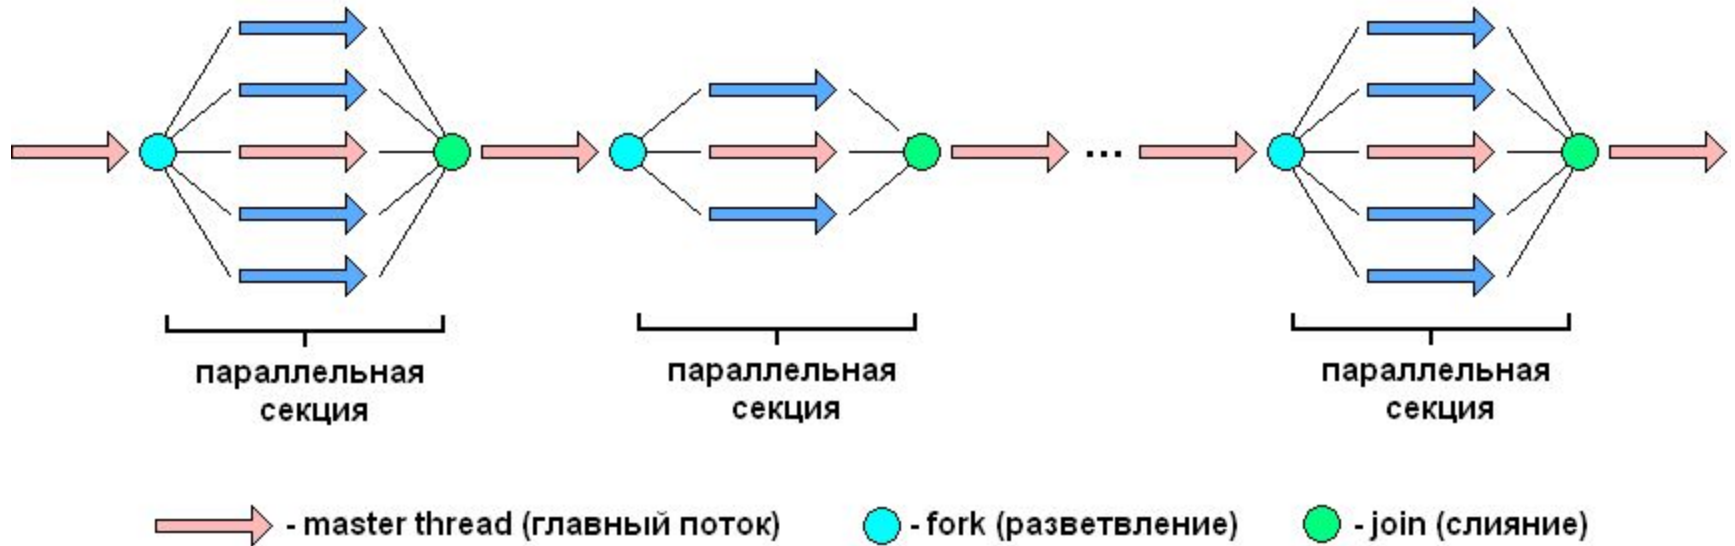 ...
параллельная
секция
параллельная
секция
параллельная
секция
- master thread (главный поток)
- fork (разветвление)
- join (слияние)